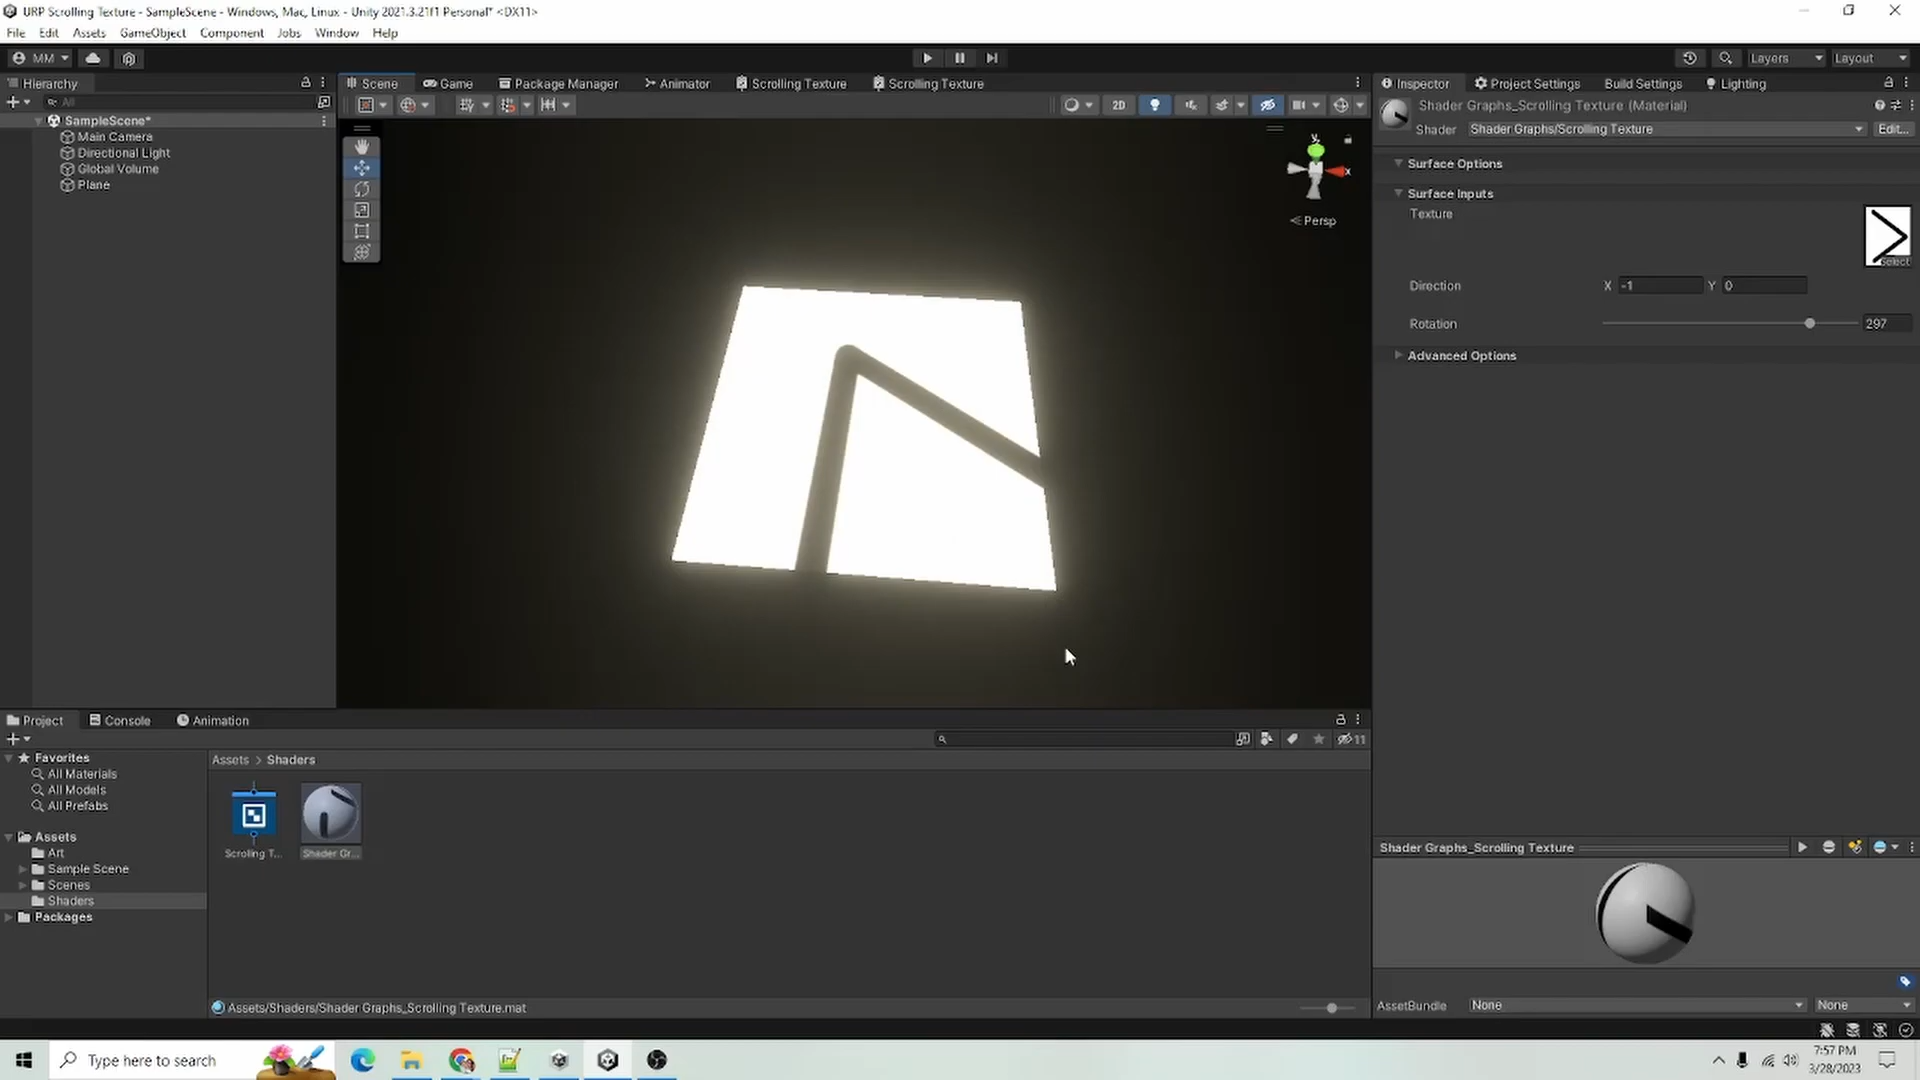 URP Scrolling Texture - SampleScene - Windows, Mac, Linux - Unity 2021.3.21f1 Personal* <DX11>
File Edit Assets GameObject Component Jobs Window Help
MM Layers Layout
Hierarchy
All
SampleScene*
Main Camera
Directional Light
Global Volume
Plane
Scene Game Package Manager Animator Scrolling Texture Scrolling Texture
2D
y
x
Persp
Inspector Project Settings Build Settings Lighting
Shader Graphs_Scrolling Texture (Material)
Shader Shader Graphs/Scrolling Texture Edit...
Surface Options
Surface Inputs
Texture
Select
Direction X -1 Y 0
Rotation 297
Advanced Options
Project Console Animation
11
Favorites
All Materials
All Models
All Prefabs
Assets
Art
Sample Scene
Scenes
Shaders
Packages
Assets > Shaders
Scrolling T... Shader Gr...
Assets/Shaders/Shader Graphs_Scrolling Texture.mat
Shader Graphs_Scrolling Texture
AssetBundle None None
Type here to search
7:57 PM
3/28/2023